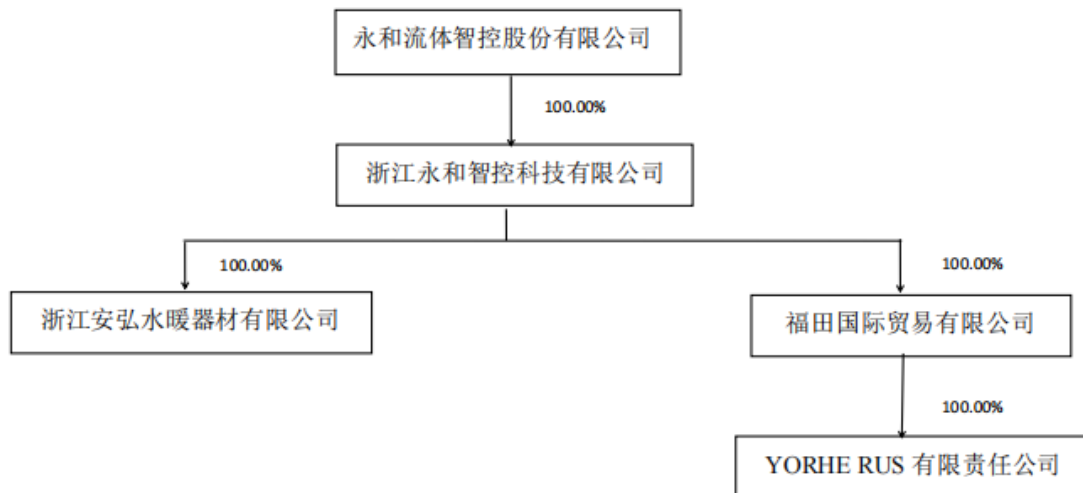 永和流体智控股份有限公司
100.00%
浙江永和智控科技有限公司
100.00%
100.00%
浙江安弘水暖器材有限公司
福田国际贸易有限公司
100.00%
YORHE RUS 有限责任公司